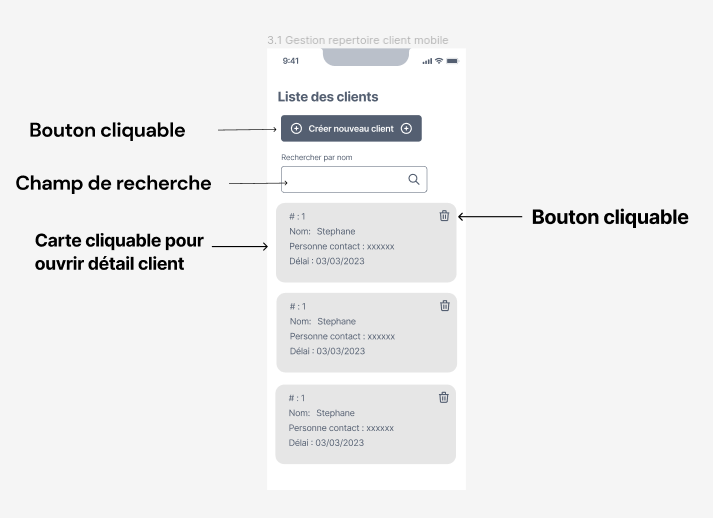 3.1 Gestion repertoire client mobile
9:41
Liste des clients
Bouton cliquable
Créer nouveau client
Rechercher par nom
Champ de recherche
# : 1
Nom: Stephane
Personne contact : xxxxxx
Délai : 03/03/2023
Bouton cliquable
Carte cliquable pour
ouvrir détail client
# : 1
Nom: Stephane
Personne contact : xxxxxx
Délai : 03/03/2023
# : 1
Nom: Stephane
Personne contact : xxxxxx
Délai : 03/03/2023